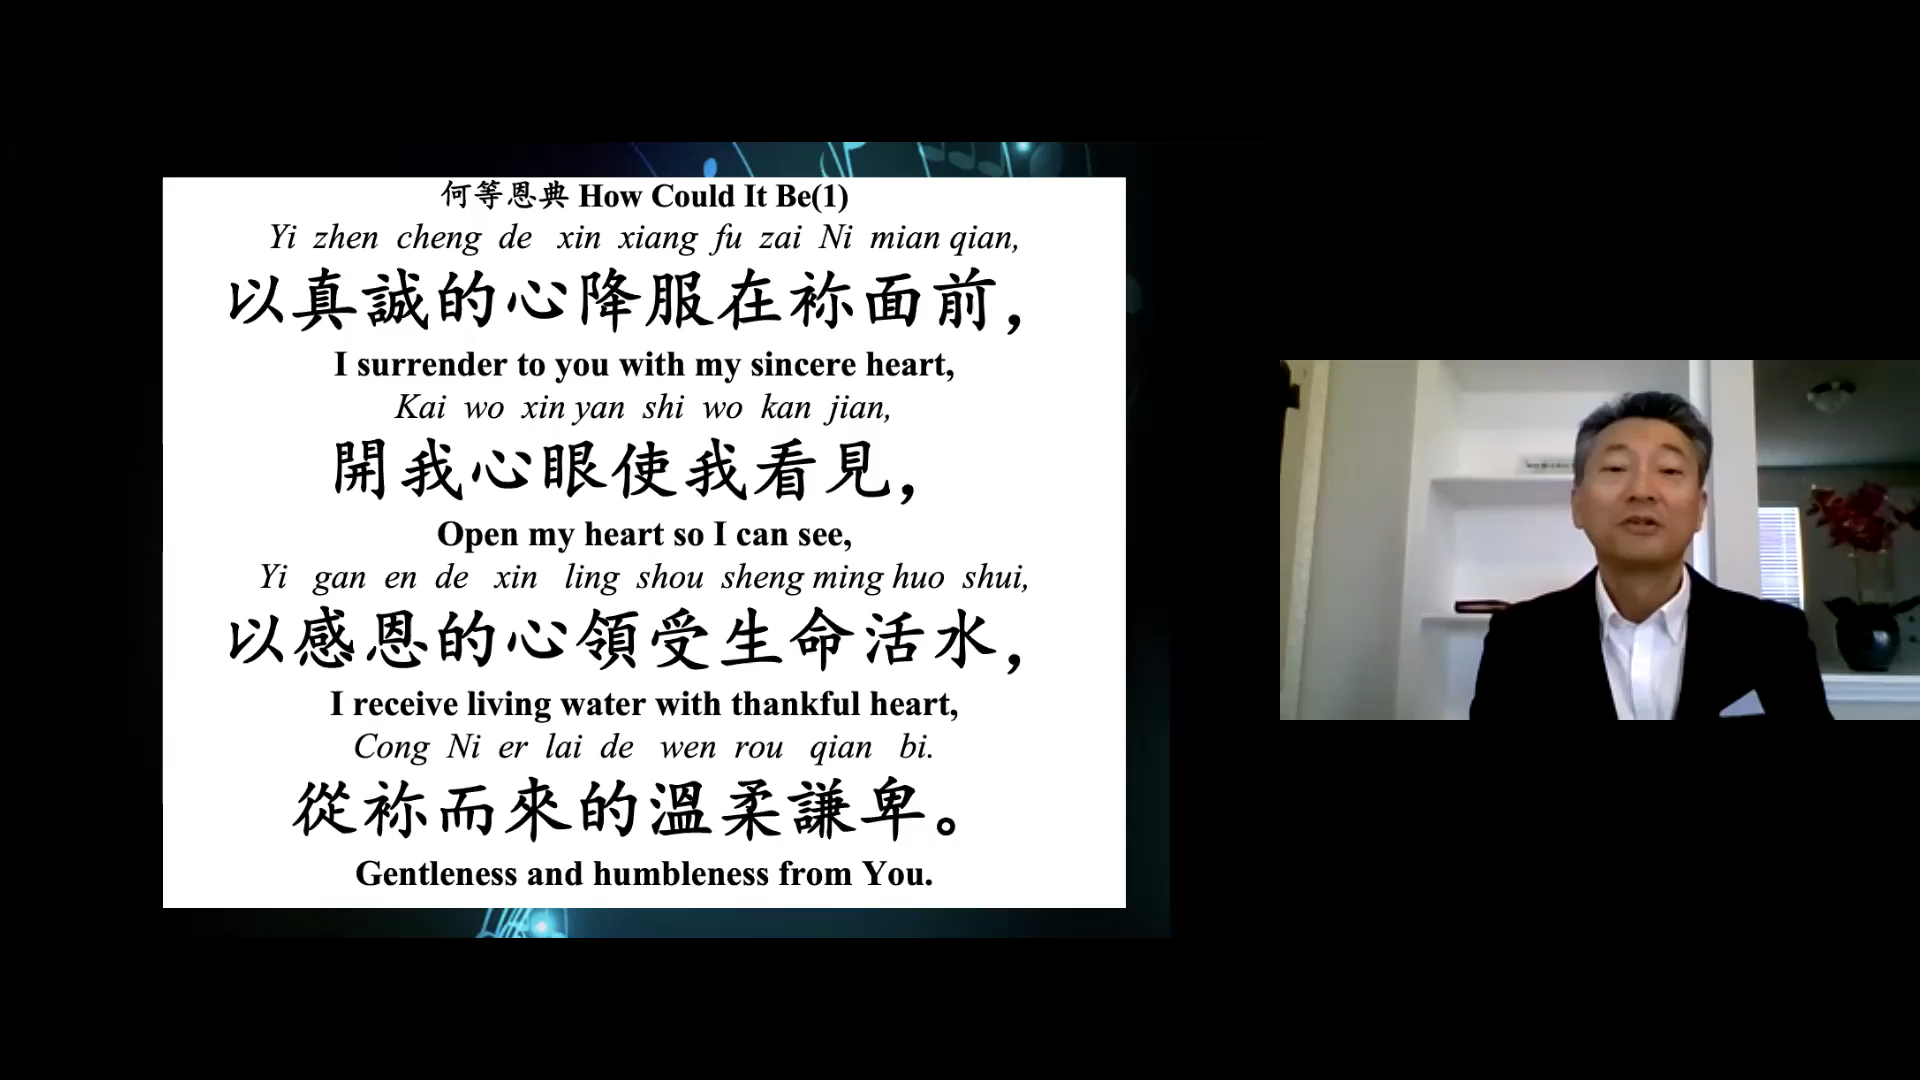 何等恩典 How Could It Be(1)
Yi zhen cheng de xin xiang fu zai Ni mian qian,
以真誠的心降服在祢面前，
I surrender to you with my sincere heart,
Kai wo xin yan shi wo kan jian,
開我心眼使我看見，
Open my heart so I can see,
Yi gan en de xin ling shou sheng ming huo shui,
以感恩的心領受生命活水，
I receive living water with thankful heart,
Cong Ni er lai de wen rou qian bi.
從祢而來的溫柔謙卑。
Gentleness and humbleness from You.